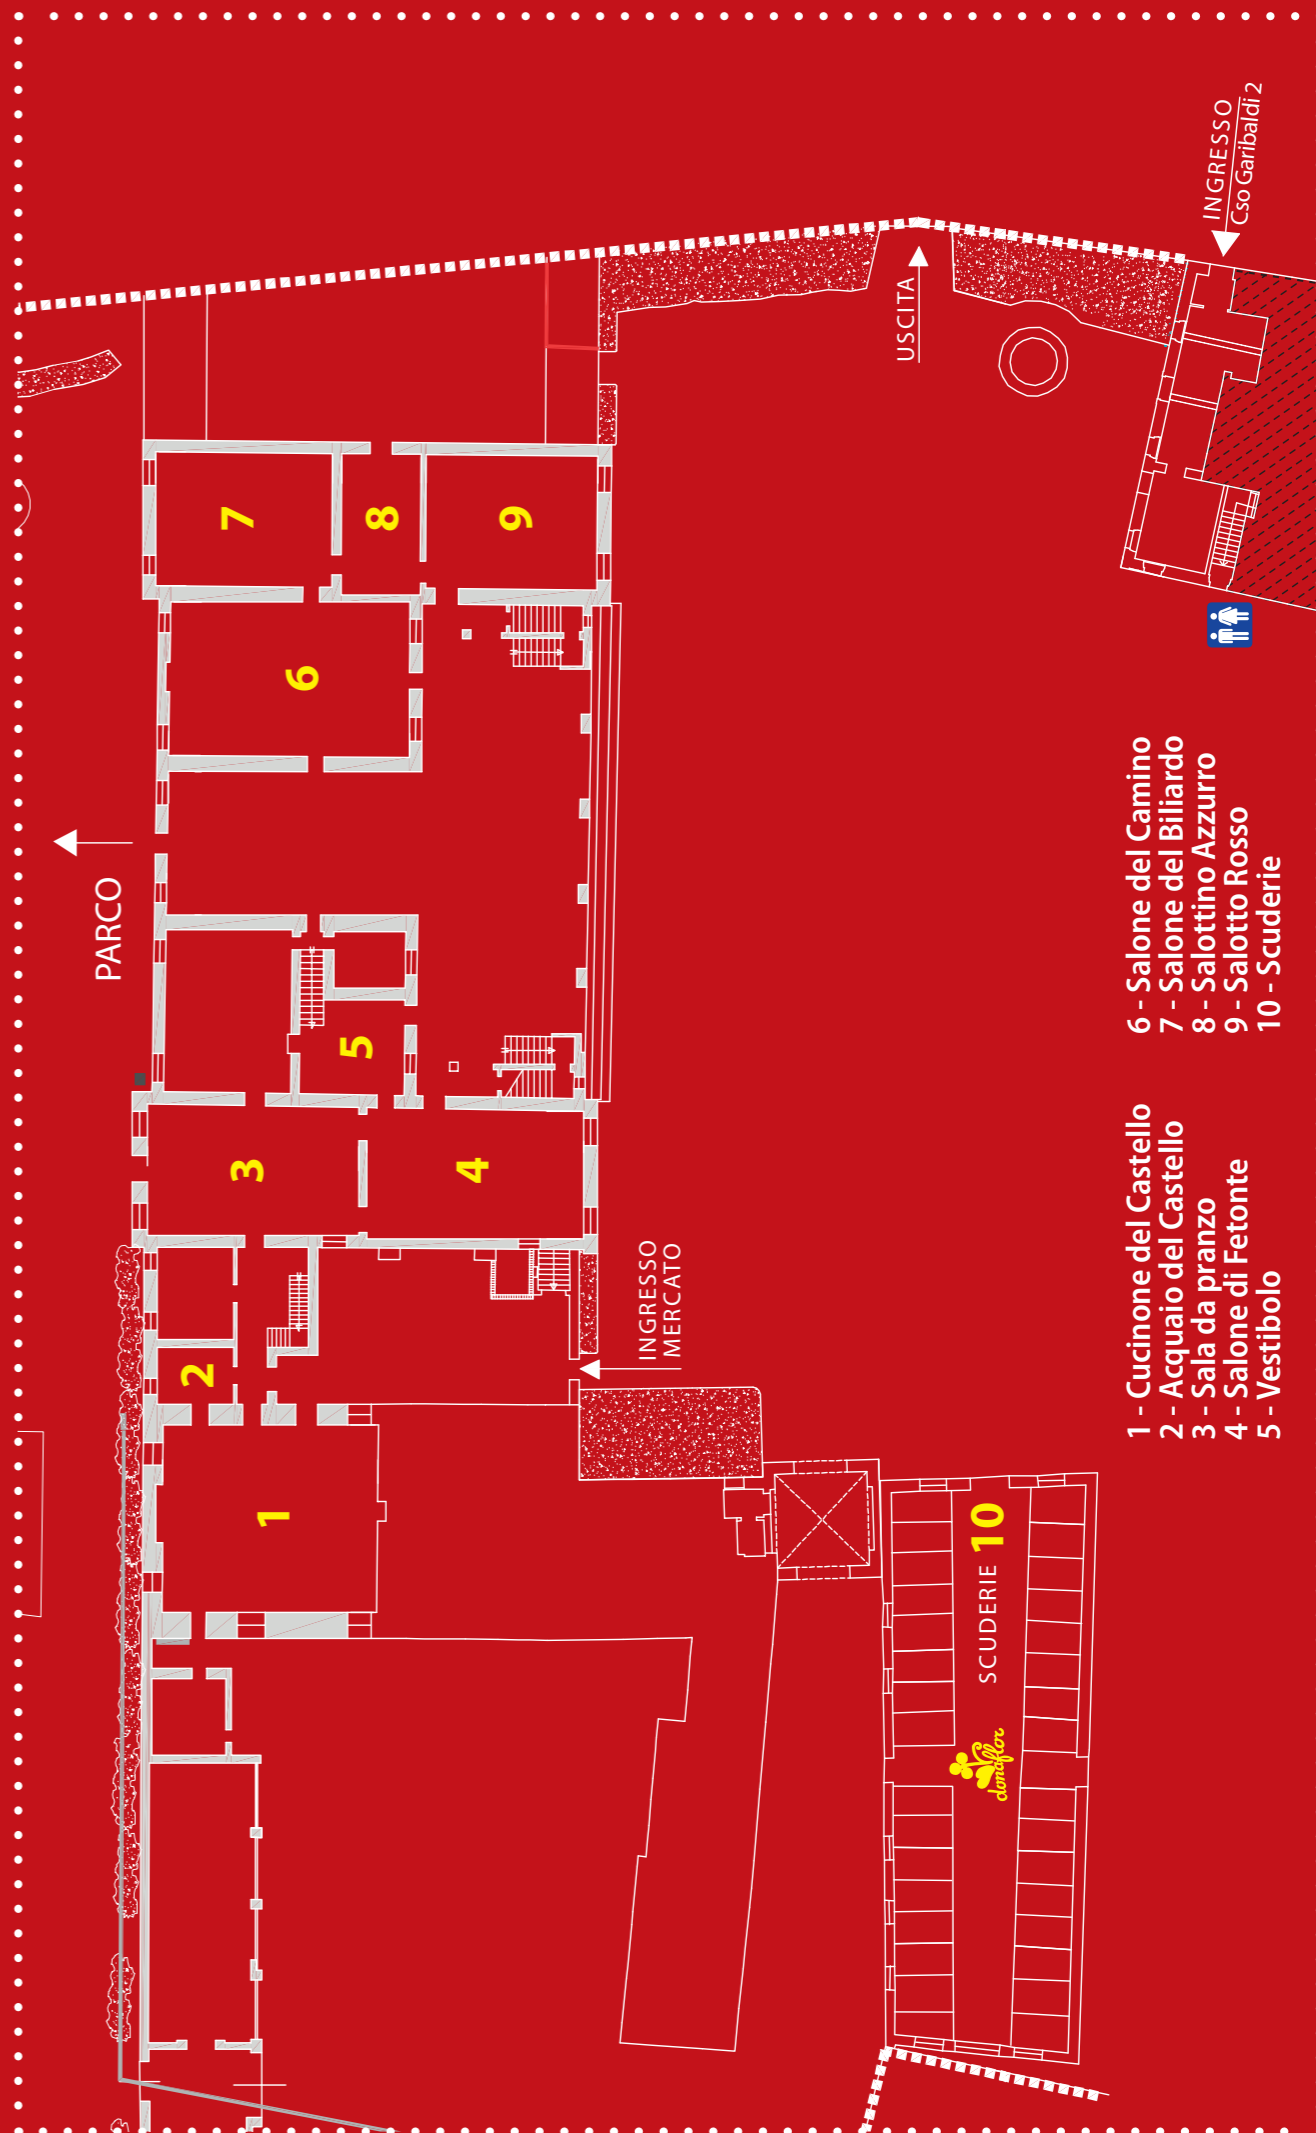 INGRESSO
Cso Garibaldi 2
USCITA
PARCO
INGRESSO
MERCATO
7
8
9
6
5
3
4
2
1
SCUDERIE 10
donaflor
1 - Cucinone del Castello
2 - Acquaio del Castello
3 - Sala da pranzo
4 - Salone di Fetonte
5 - Vestibolo
6 - Salone del Camino
7 - Salone del Biliardo
8 - Salottino Azzurro
9 - Salotto Rosso
10 - Scuderie